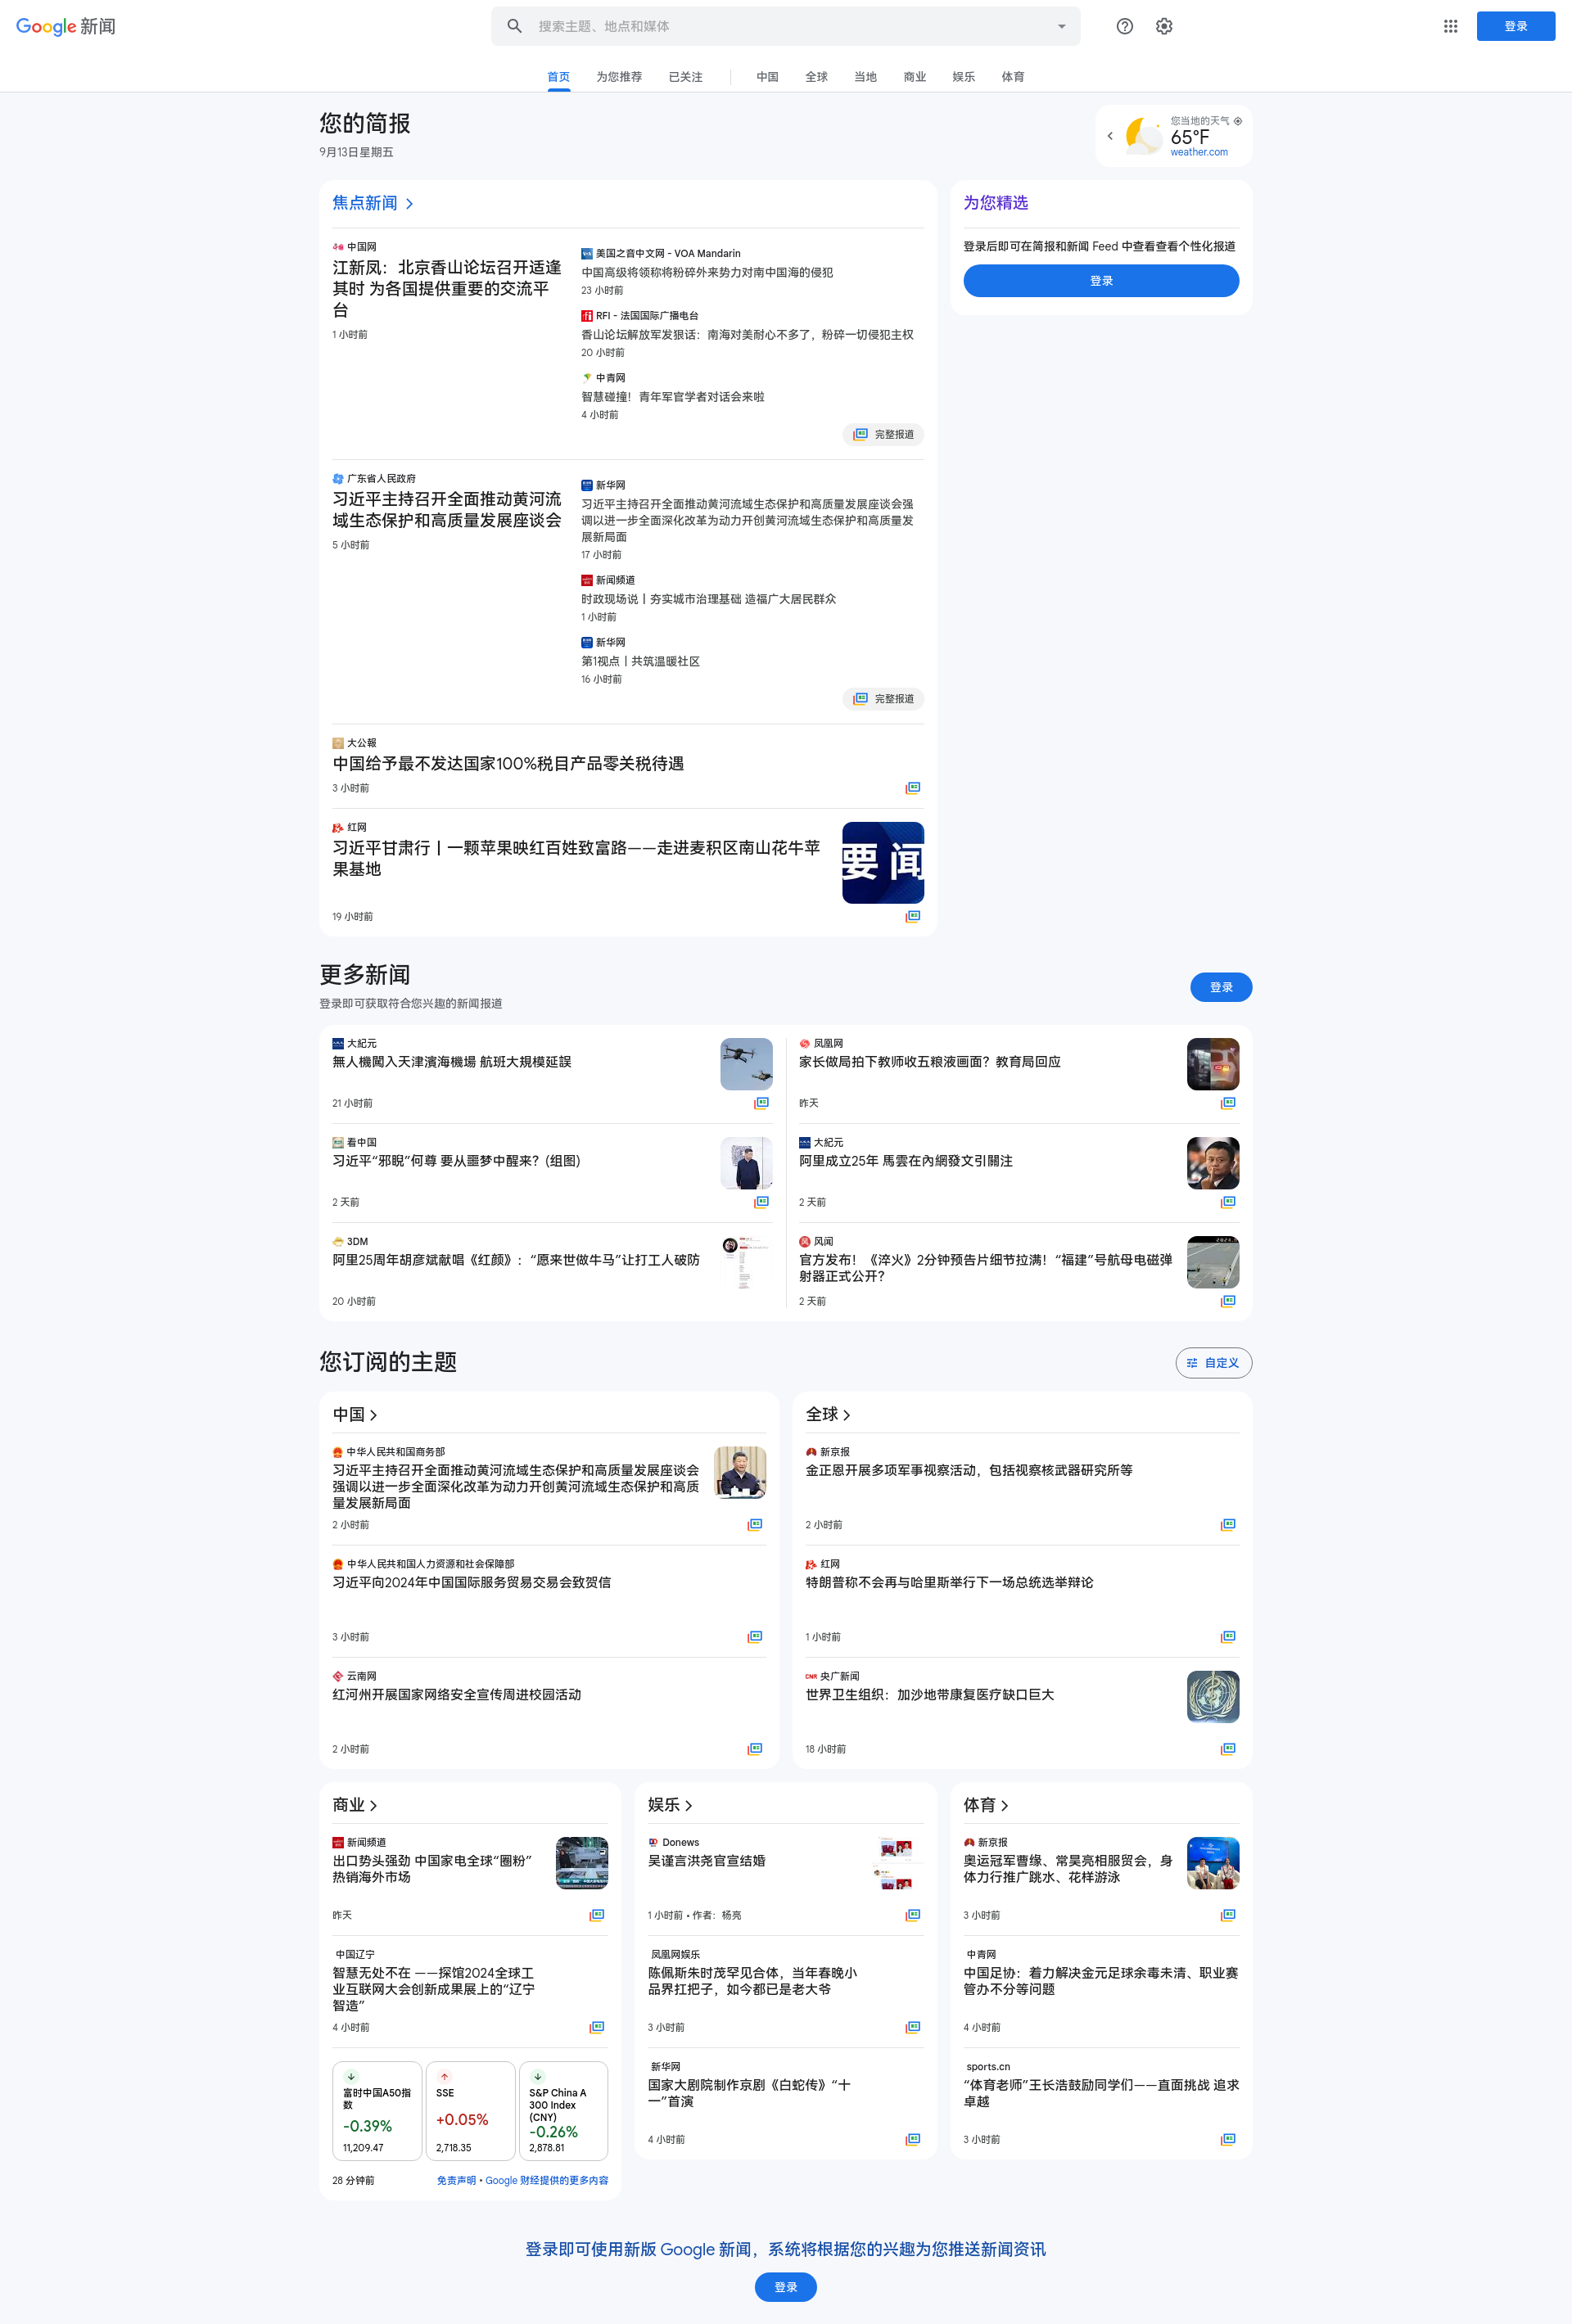 Google 新闻
搜索主题、地点和媒体
登录
首页 为您推荐 已关注 中国 全球 当地 商业 娱乐 体育
您的简报
9月13日星期五
您当地的天气
65°F
weather.com
焦点新闻
中国网
江新凤：北京香山论坛召开适逢
其时 为各国提供重要的交流平
台
1 小时前
美国之音中文网 - VOA Mandarin
中国高级将领称将粉碎外来势力对南中国海的侵犯
23 小时前
RFI - 法国国际广播电台
香山论坛解放军发狠话：南海对美耐心不多了，粉碎一切侵犯主权
20 小时前
中青网
智慧碰撞！青年军官学者对话会来啦
4 小时前
完整报道
广东省人民政府
习近平主持召开全面推动黄河流
域生态保护和高质量发展座谈会
5 小时前
新华网
习近平主持召开全面推动黄河流域生态保护和高质量发展座谈会强
调以进一步全面深化改革为动力开创黄河流域生态保护和高质量发
展新局面
17 小时前
新闻频道
时政现场说丨夯实城市治理基础 造福广大居民群众
1 小时前
新华网
第1视点丨共筑温暖社区
16 小时前
完整报道
大公報
中国给予最不发达国家100%税目产品零关税待遇
3 小时前
红网
习近平甘肃行丨一颗苹果映红百姓致富路——走进麦积区南山花牛苹
果基地
要闻
19 小时前
为您精选
登录后即可在简报和新闻 Feed 中查看查看个性化报道
登录
更多新闻
登录即可获取符合您兴趣的新闻报道
登录
大紀元
無人機闖入天津濱海機場 航班大規模延誤
21 小时前
看中国
习近平“邪睨”何尊 要从噩梦中醒来？(组图)
2 天前
3DM
阿里25周年胡彦斌献唱《红颜》：“愿来世做牛马”让打工人破防
20 小时前
凤凰网
家长做局拍下教师收五粮液画面？教育局回应
昨天
大紀元
阿里成立25年 馬雲在內網發文引關注
2 天前
风闻
官方发布！《淬火》2分钟预告片细节拉满！“福建”号航母电磁弹
射器正式公开？
2 天前
您订阅的主题
自定义
中国
中华人民共和国商务部
习近平主持召开全面推动黄河流域生态保护和高质量发展座谈会
强调以进一步全面深化改革为动力开创黄河流域生态保护和高质
量发展新局面
2 小时前
中华人民共和国人力资源和社会保障部
习近平向2024年中国国际服务贸易交易会致贺信
3 小时前
云南网
红河州开展国家网络安全宣传周进校园活动
2 小时前
全球
新京报
金正恩开展多项军事视察活动，包括视察核武器研究所等
2 小时前
红网
特朗普称不会再与哈里斯举行下一场总统选举辩论
1 小时前
央广新闻
世界卫生组织：加沙地带康复医疗缺口巨大
18 小时前
商业
新闻频道
出口势头强劲 中国家电全球“圈粉”
热销海外市场
昨天
中国辽宁
智慧无处不在 ——探馆2024全球工
业互联网大会创新成果展上的“辽宁
智造”
4 小时前
富时中国A50指
数
-0.39%
11,209.47
SSE
+0.05%
2,718.35
S&P China A
300 Index
(CNY)
-0.26%
2,878.81
28 分钟前
免责声明 • Google 财经提供的更多内容
娱乐
Donews
吴谨言洪尧官宣结婚
1 小时前 • 作者：杨亮
凤凰网娱乐
陈佩斯朱时茂罕见合体，当年春晚小
品界扛把子，如今都已是老大爷
3 小时前
新华网
国家大剧院制作京剧《白蛇传》“十
一”首演
4 小时前
体育
新京报
奥运冠军曹缘、常昊亮相服贸会，身
体力行推广跳水、花样游泳
3 小时前
中青网
中国足协：着力解决金元足球余毒未清、职业赛
管办不分等问题
4 小时前
sports.cn
“体育老师”王长浩鼓励同学们——直面挑战 追求
卓越
3 小时前
登录即可使用新版 Google 新闻，系统将根据您的兴趣为您推送新闻资讯
登录